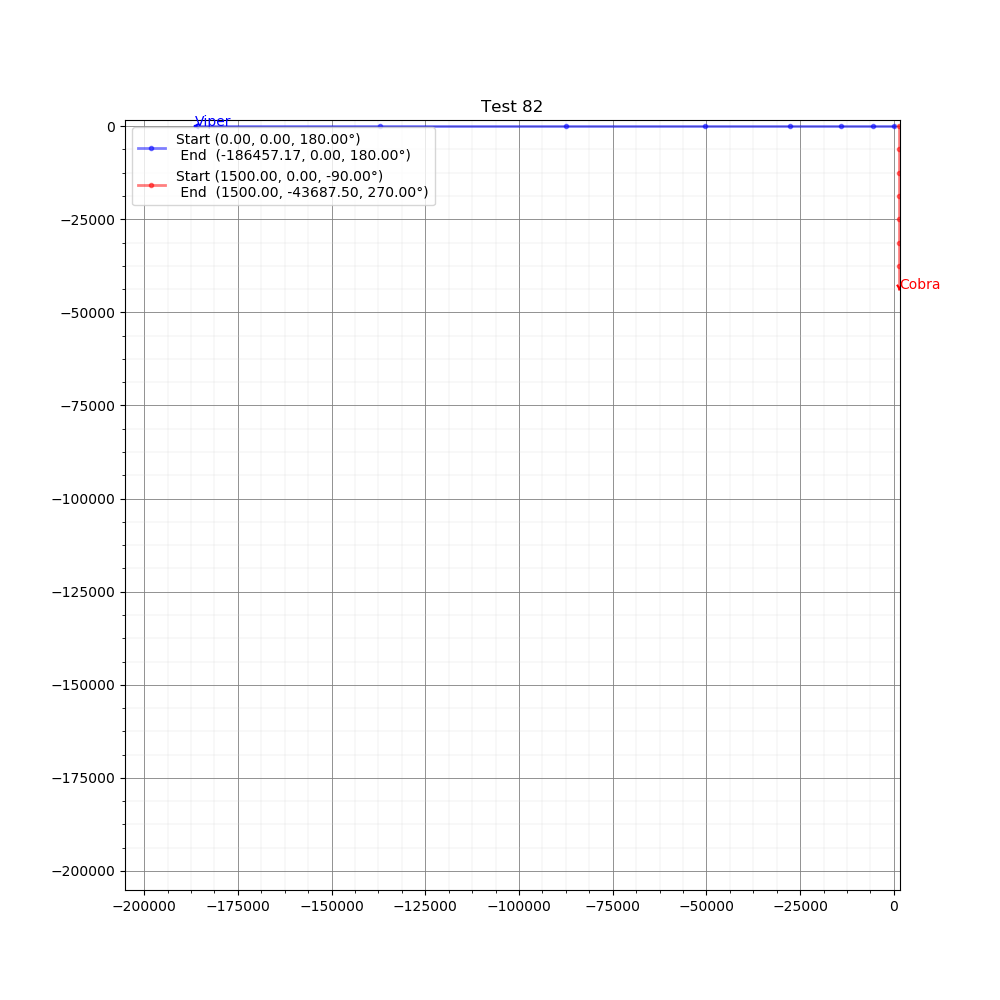 Test 82
Viper
Start (0.00, 0.00, 180.00°)
End  (-186457.17, 0.00, 180.00°)
Start (1500.00, 0.00, -90.00°)
End  (1500.00, -43687.50, 270.00°)
Cobra
0
−25000
−50000
−75000
−100000
−125000
−150000
−175000
−200000
−200000 −175000 −150000 −125000 −100000 −75000 −50000 −25000 0